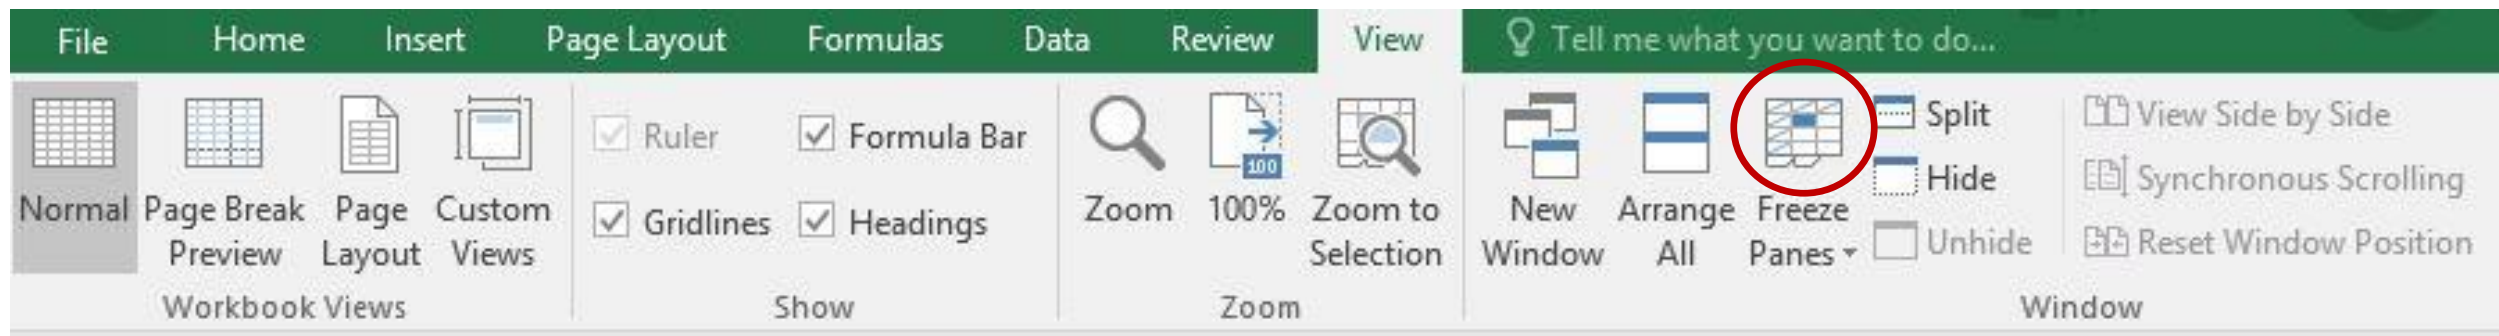 File Home Insert Page Layout Formulas Data Review View Tell me what you want to do...
Normal
Page Break
Preview
Page
Layout
Custom
Views
Workbook Views
Ruler
Formula Bar
Gridlines
Headings
Show
Zoom
100
100%
Zoom to
Selection
Zoom
New
Window
Arrange
All
Freeze
Panes
Split
Hide
Unhide
View Side by Side
Synchronous Scrolling
Reset Window Position
Window